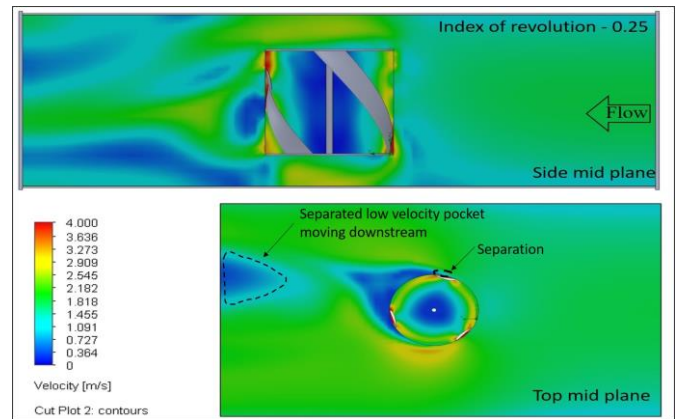 Index of revolution - 0.25
Flow
Side mid plane
4.000
3.636
3.273
2.909
2.545
2.182
1.818
1.455
1.091
0.727
0.364
0
Velocity [m/s]
Cut Plot 2: contours
Separated low velocity pocket
moving downstream
Separation
Top mid plane